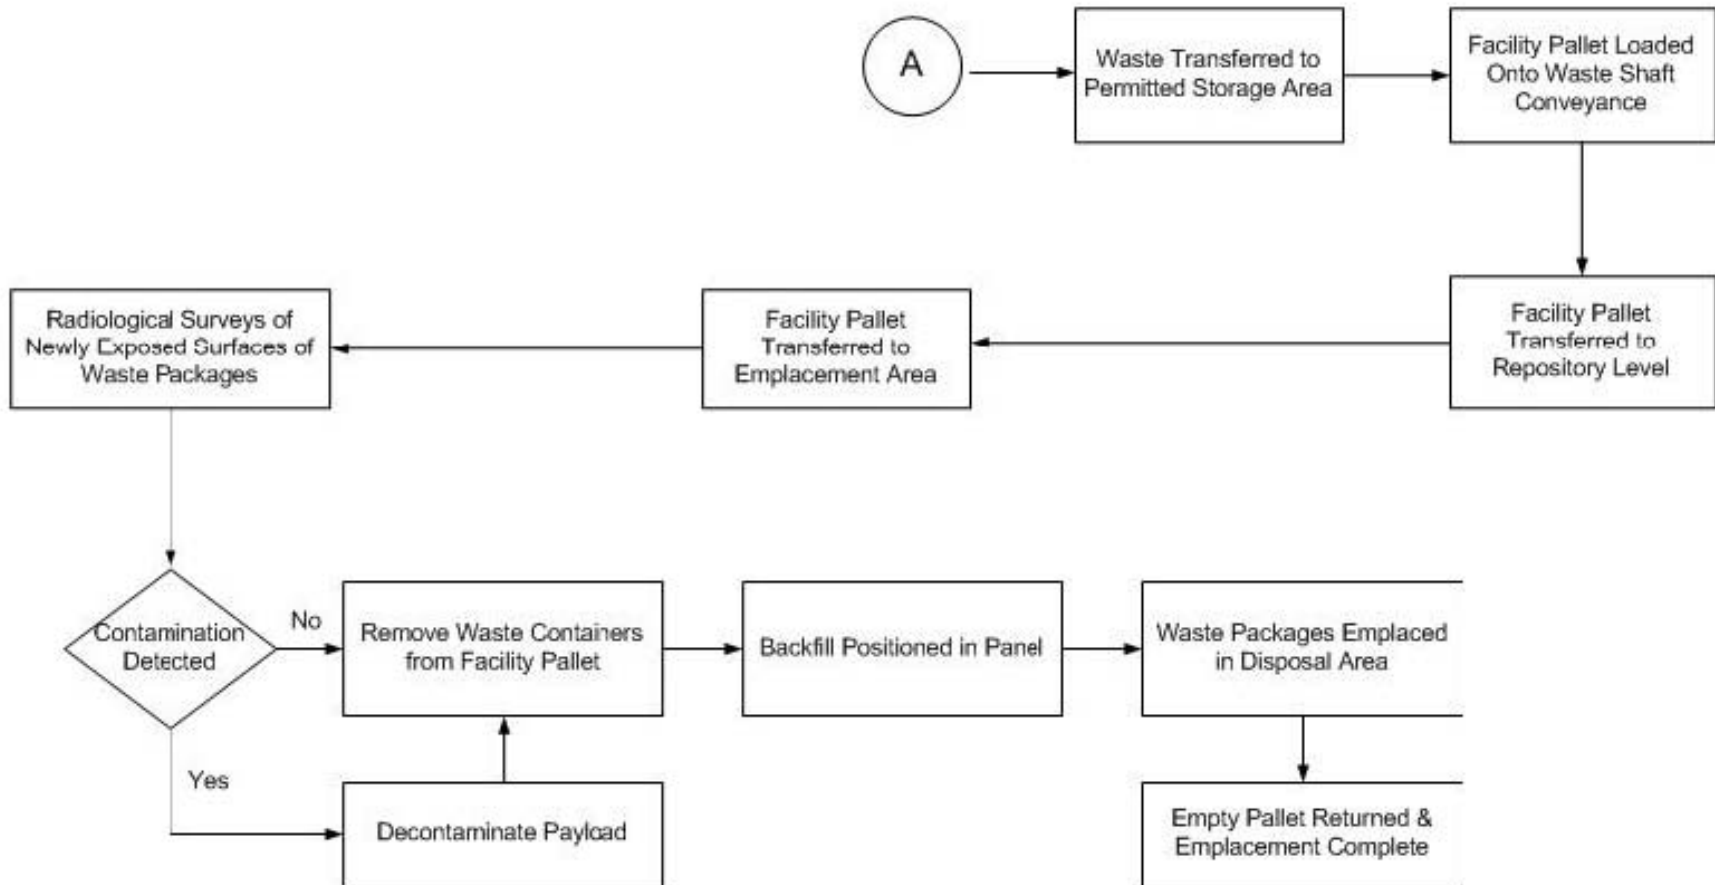 A
Waste Transferred to
Permitted Storage Area
Facility Pallet Loaded
Onto Waste Shaft
Conveyance
Facility Pallet
Transferred to
Repository Level
Facility Pallet
Transferred to
Emplacement Area
Radiological Surveys of
Newly Exposed Surfaces of
Waste Packages
Contamination
Detected
No
Remove Waste Containers
from Facility Pallet
Backfill Positioned in Panel
Waste Packages Emplaced
in Disposal Area
Yes
Decontaminate Payload
Empty Pallet Returned &
Emplacement Complete